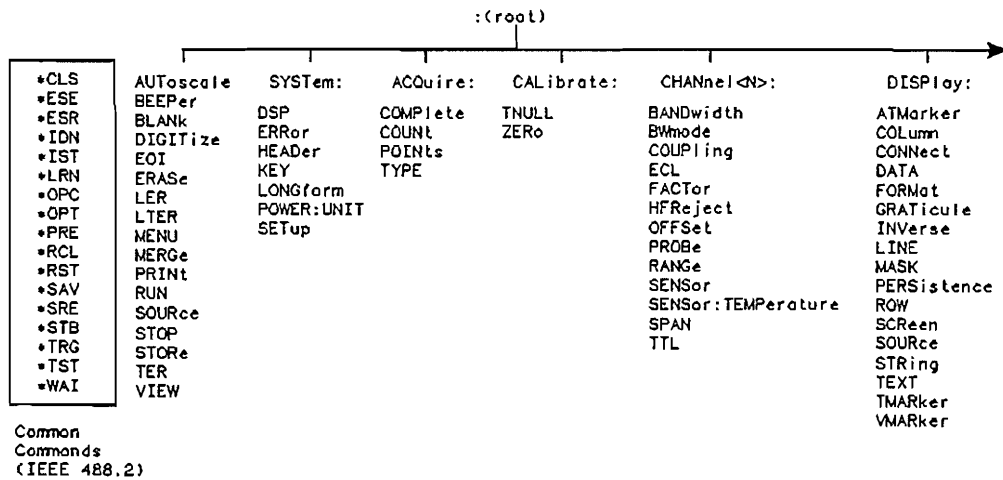 :(root)
*CLS
*ESE
*ESR
*IDN
*IST
*LRN
*OPC
*OPT
*PRE
*RCL
*RST
*SAV
*SRE
*STB
*TRG
*TST
*WAI
Common
Commands
(IEEE 488.2)
AUToscale
BEEPer
BLANk
DIGITize
EOI
ERASe
LER
LTER
MENU
MERGe
PRINt
RUN
SOURce
STOP
STORe
TER
VIEW
SYSTem:
DSP
ERRor
HEADer
KEY
LONGform
POWER:UNIT
SETup
ACQuire:
COMPlete
COUNt
POINts
TYPE
CALibrate:
TNULL
ZERo
CHANnel<N>:
BANDwidth
BWmode
COUPling
ECL
FACTor
HFReject
OFFSet
PROBe
RANGe
SENSor
SENSor:TEMPerature
SPAN
TTL
DISPlay:
ATMarker
COLumn
CONNect
DATA
FORMat
GRATicule
INVerse
LINE
MASK
PERSistence
ROW
SCReen
SOURce
STRing
TEXT
TMARker
VMARker